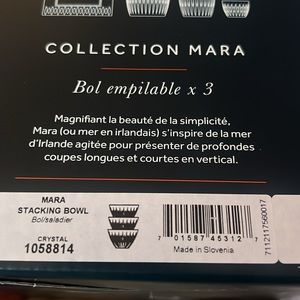 COLLECTION MARA
Bol empilable x 3
Magnifiant la beauté de la simplicité,
Mara (ou mer en irlandais) s'inspire de la mer
d'Irlande agitée pour présenter de profondes
coupes longues et courtes en vertical.
MARA
STACKING BOWL
Bol/saladier
CRYSTAL
1058814
7 01587 45312 7
Made in Slovenia
7112117560017